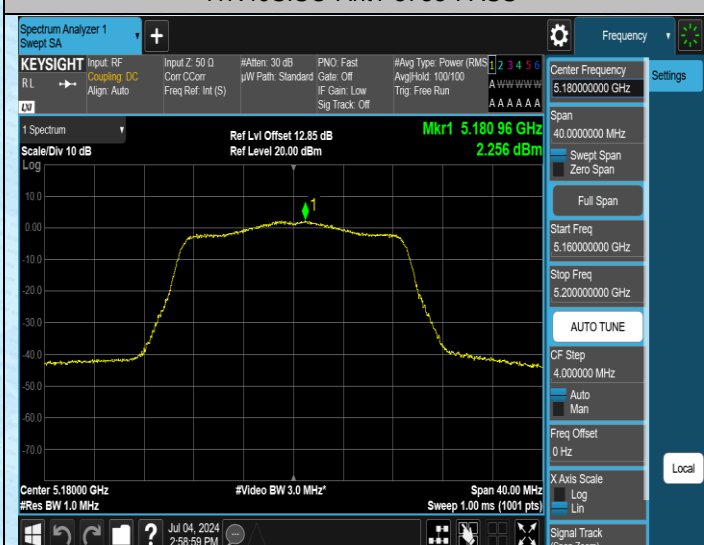 Spectrum Analyzer 1
Swept SA
Frequency
KEYSIGHT
RL
LXI
Input: RF
Coupling: DC
Align: Auto
Input Z: 50 Ω
Corr CCorr
Freq Ref: Int (S)
#Atten: 30 dB
µW Path: Standard
PNO: Fast
Gate: Off
IF Gain: Low
Sig Track: Off
#Avg Type: Power (RMS
Avg|Hold: 100/100
Trig: Free Run
1 2 3 4 5 6
A W W W W W
A A A A A A
1 Spectrum
Scale/Div 10 dB
Log
Ref Lvl Offset 12.85 dB
Ref Level 20.00 dBm
Mkr1 5.180 96 GHz
2.256 dBm
1
10.0
0.00
-10.0
-20.0
-30.0
-40.0
-50.0
-60.0
-70.0
Center 5.18000 GHz
#Res BW 1.0 MHz
#Video BW 3.0 MHz*
Span 40.00 MHz
Sweep 1.00 ms (1001 pts)
Jul 04, 2024
2:58:59 PM
Center Frequency
5.180000000 GHz
Settings
Span
40.0000000 MHz
Swept Span
Zero Span
Full Span
Start Freq
5.160000000 GHz
Stop Freq
5.200000000 GHz
AUTO TUNE
CF Step
4.000000 MHz
Auto
Man
Freq Offset
0 Hz
X Axis Scale
Log
Lin
Local
Signal Track